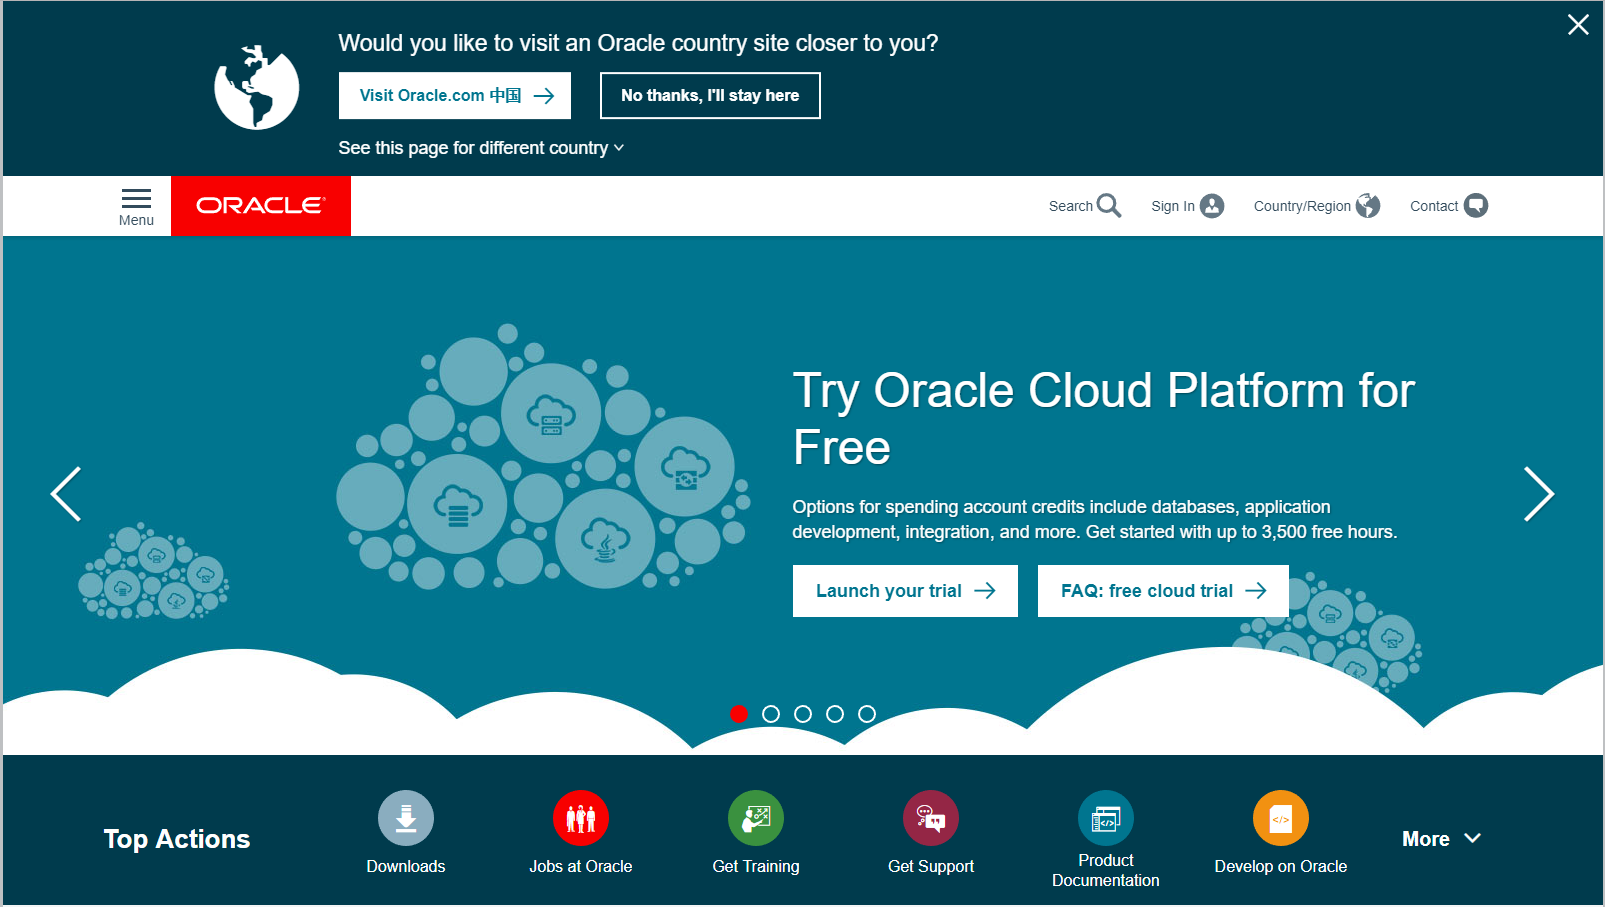 Would you like to visit an Oracle country site closer to you?
Visit Oracle.com 中国
No thanks, I'll stay here
See this page for different country
Menu
ORACLE
Search
Sign In
Country/Region
Contact
Try Oracle Cloud Platform for
Free
Options for spending account credits include databases, application
development, integration, and more. Get started with up to 3,500 free hours.
Launch your trial
FAQ: free cloud trial
Top Actions
Downloads
Jobs at Oracle
Get Training
Get Support
Product
Documentation
Develop on Oracle
More